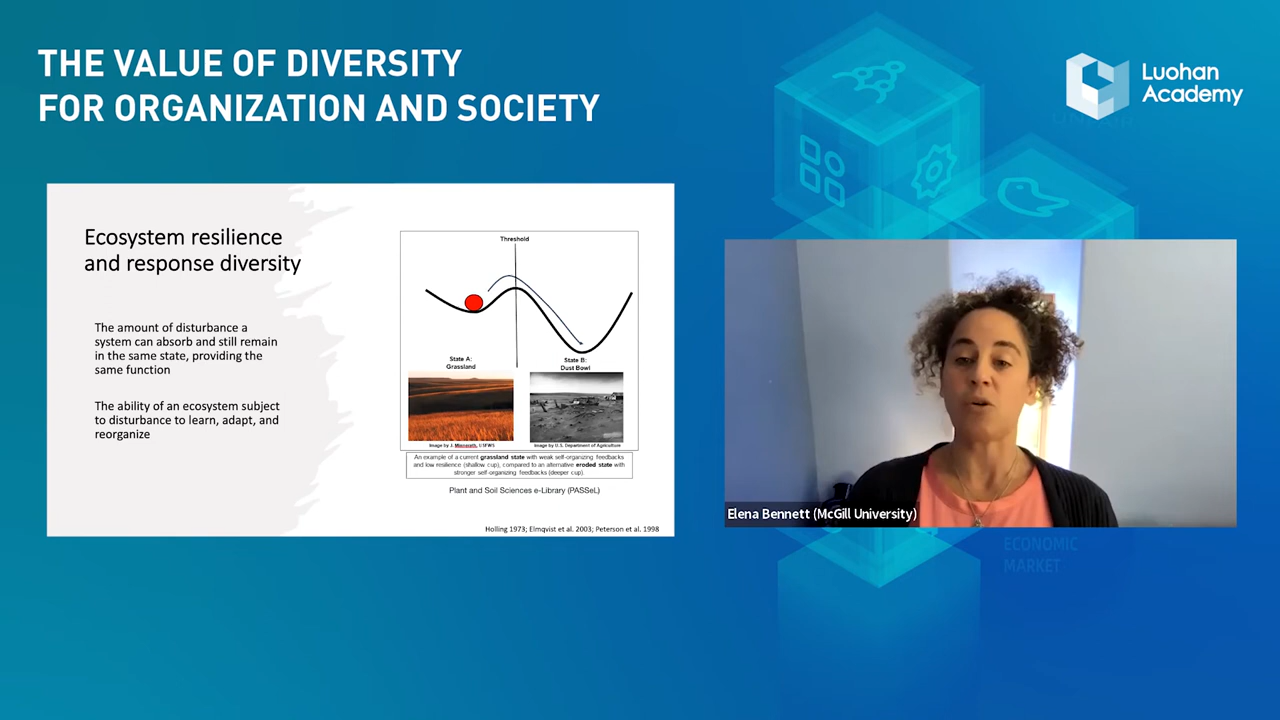 THE VALUE OF DIVERSITY
FOR ORGANIZATION AND SOCIETY
Luohan
Academy
Ecosystem resilience
and response diversity
The amount of disturbance a
system can absorb and still remain
in the same state, providing the
same function
The ability of an ecosystem subject
to disturbance to learn, adapt, and
reorganize
Threshold
State A:
Grassland
State B:
Dust Bowl
Image by J. Mizenrath, USFWS
Image by U.S. Department of Agriculture
An example of a current grassland state with weak self-organizing feedbacks
and low resilience (shallow cup), compared to an alternative eroded state with
stronger self-organizing feedbacks (deeper cup).
Plant and Soil Sciences e-Library (PASSeL)
Holling 1973; Elmqvist et al. 2003; Peterson et al. 1998
Elena Bennett (McGill University)
ECONOMIC
MARKET